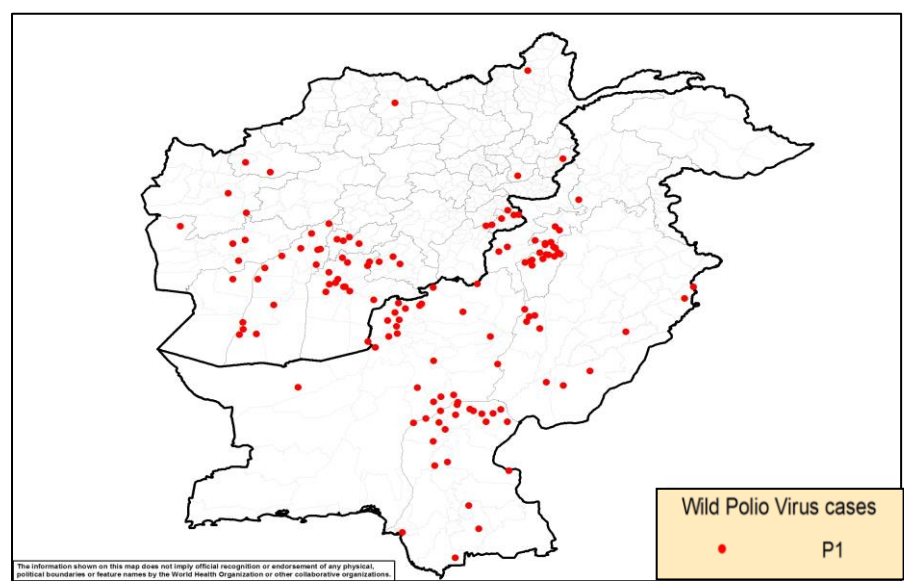 Wild Polio Virus cases
P1
The information shown on this map does not imply official recognition or endorsement of any physical,
political boundaries or feature names by the World Health Organization or other collaborative organizations.